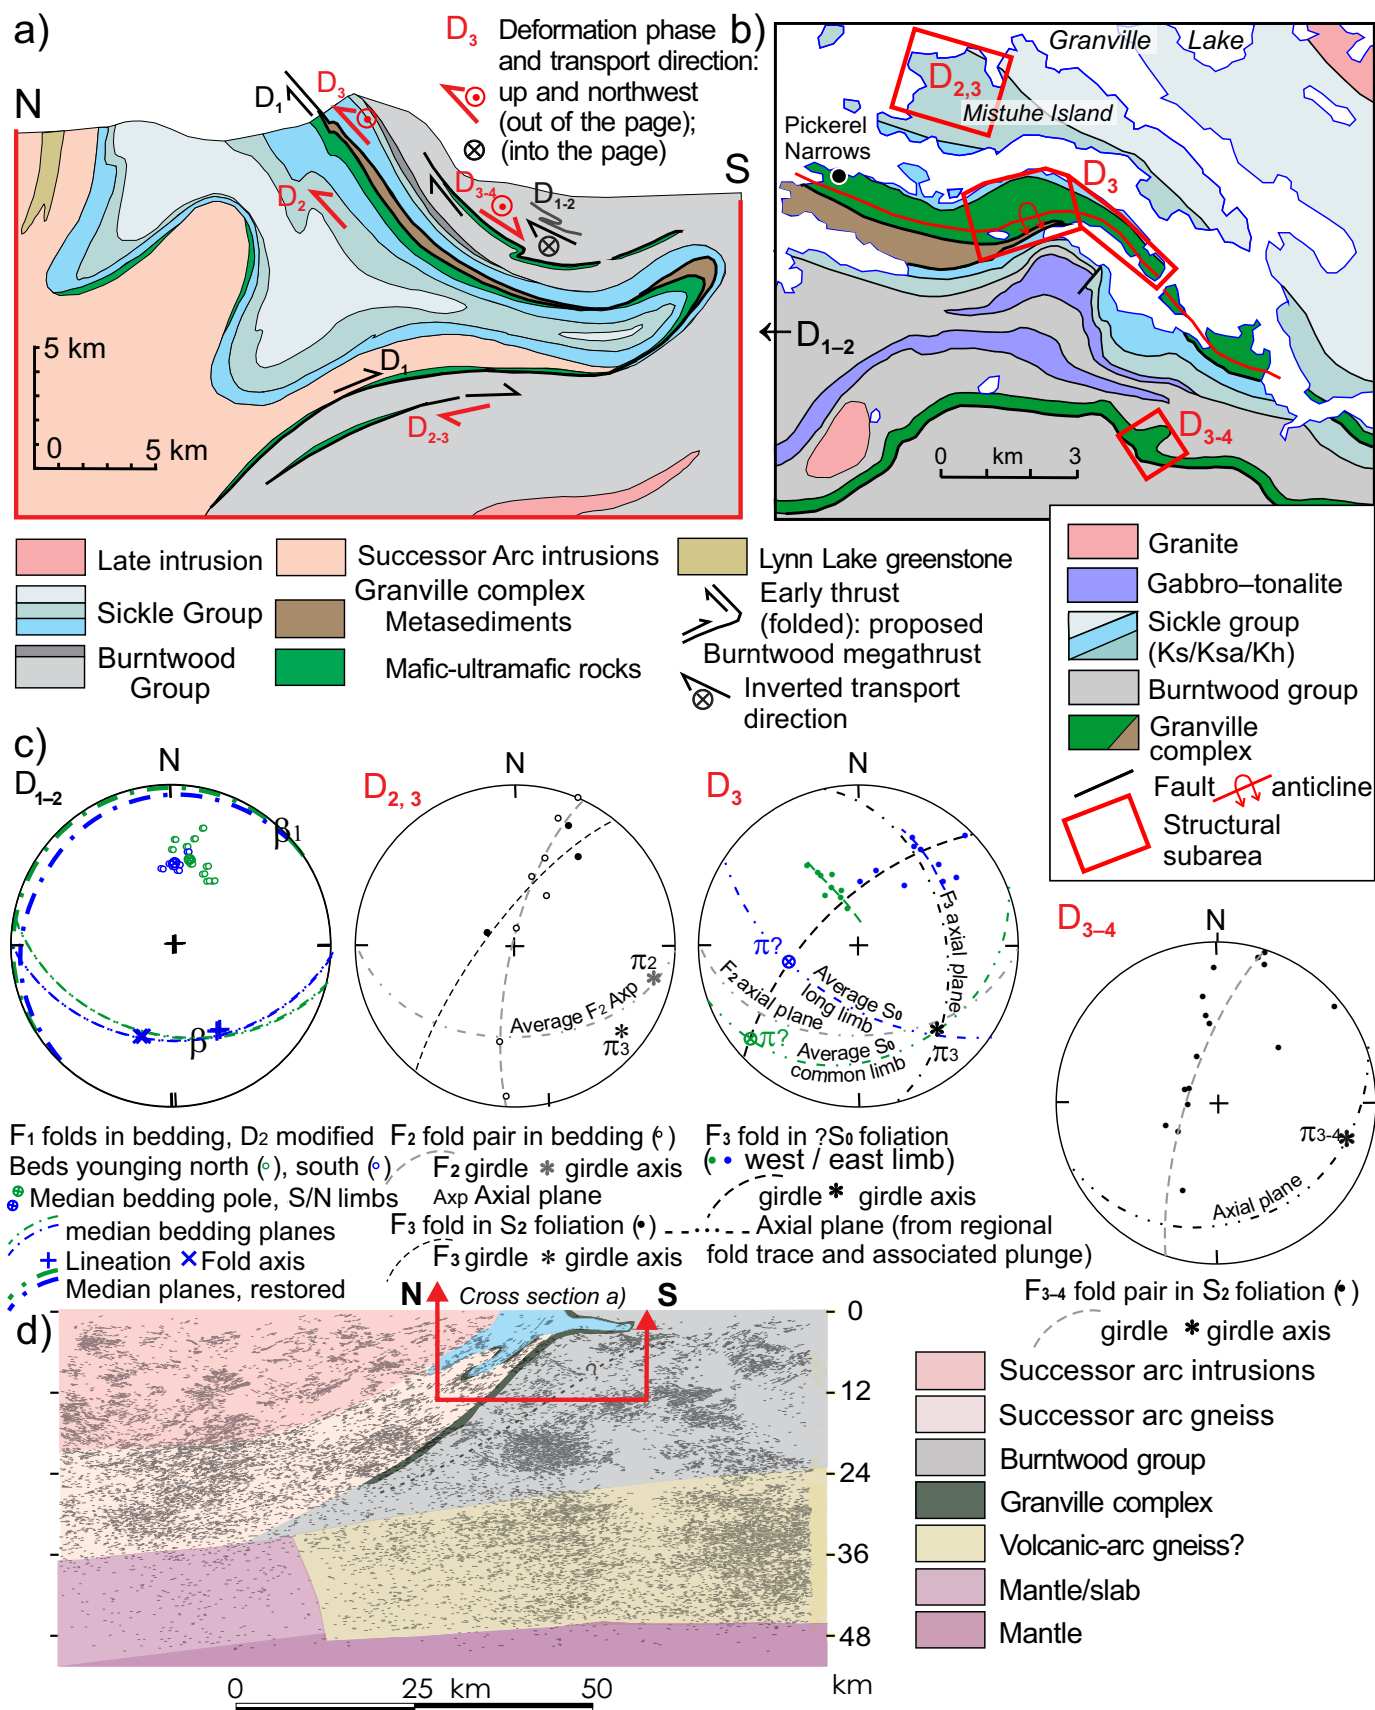 a)
D3 Deformation phase
and transport direction:
up and northwest
(out of the page);
(into the page)
N
S
D1
D3
D2
D3-4
D1-2
D1
D2-3
5 km
0
5 km
b)
Granville Lake
D2,3
Mistuhe Island
Pickerel
Narrows
D3
D1–2
D3-4
0 km 3
Late intrusion
Sickle Group
Burntwood
Group
Successor Arc intrusions
Granville complex
Metasediments
Mafic-ultramafic rocks
Lynn Lake greenstone
Early thrust
(folded): proposed
Burntwood megathrust
Inverted transport
direction
Granite
Gabbro–tonalite
Sickle group
(Ks/Ksa/Kh)
Burntwood group
Granville
complex
Fault anticline
Structural
subarea
c)
D1–2
N
β1
β
D2, 3
N
π2
Average F2 Axp
π3
D3
N
π?
F3 axial plane
Average S0
long limb
F2 axial plane
π?
Average S0
common limb
π3
D3–4
N
π3-4
Axial plane
F1 folds in bedding, D2 modified
Beds younging north ( ), south ( )
Median bedding pole, S/N limbs
median bedding planes
Lineation Fold axis
Median planes, restored
F2 fold pair in bedding ( )
F2 girdle girdle axis
Axp Axial plane
F3 fold in S2 foliation ( )
F3 girdle girdle axis
F3 fold in ?S0 foliation
( west / east limb)
girdle girdle axis
Axial plane (from regional
fold trace and associated plunge)
F3–4 fold pair in S2 foliation ( )
girdle girdle axis
d)
N Cross section a) S
0
12
24
36
48
km
0 25 km 50
Successor arc intrusions
Successor arc gneiss
Burntwood group
Granville complex
Volcanic-arc gneiss?
Mantle/slab
Mantle